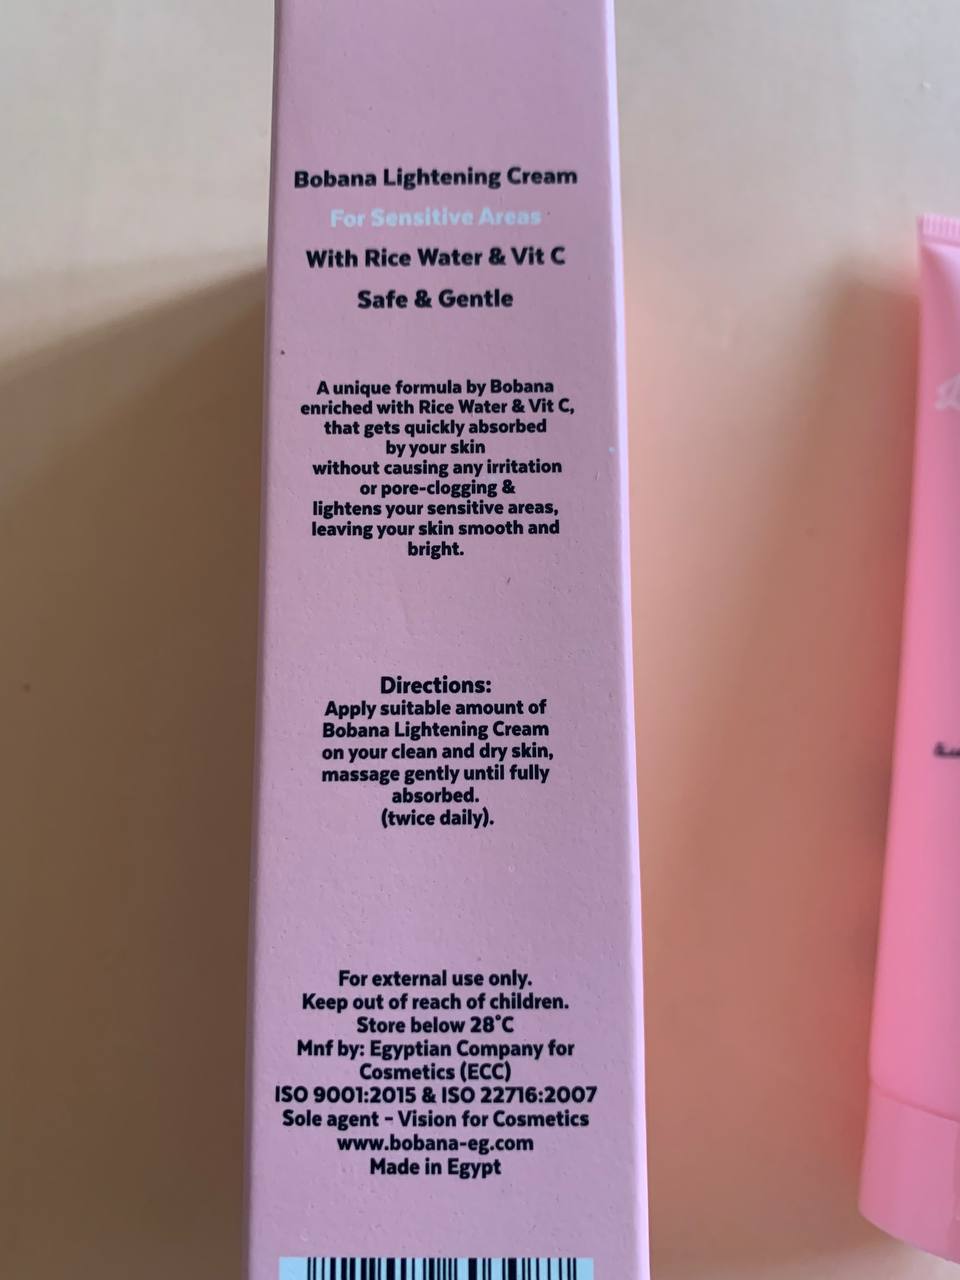 Bobana Lightening Cream
For Sensitive Areas
With Rice Water & Vit C
Safe & Gentle
A unique formula by Bobana
enriched with Rice Water & Vit C,
that gets quickly absorbed
by your skin
without causing any irritation
or pore-clogging &
lightens your sensitive areas,
leaving your skin smooth and
bright.
Directions:
Apply suitable amount of
Bobana Lightening Cream
on your clean and dry skin,
massage gently until fully
absorbed.
(twice daily).
For external use only.
Keep out of reach of children.
Store below 28°C
Mnf by: Egyptian Company for
Cosmetics (ECC)
ISO 9001:2015 & ISO 22716:2007
Sole agent - Vision for Cosmetics
www.bobana-eg.com
Made in Egypt